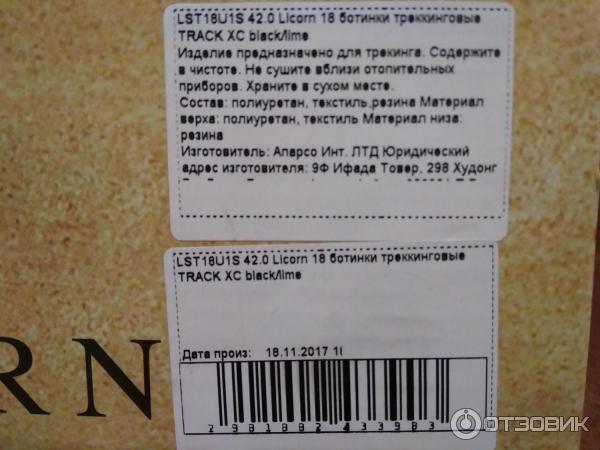 LST18U1S 42.0 Licorn 18 ботинки треккинговые
TRACK XC black/lime
Изделие предназначено для трекинга. Содержите
в чистоте. Не сушите вблизи отопительных
приборов. Храните в сухом месте.
Состав: полиуретан, текстиль,резина Материал
верха: полиуретан, текстиль Материал низа:
резина
Изготовитель: Апарсо Инт. ЛТД Юридический
адрес изготовителя: 9Ф Ифада Товер, 298 Худонг
LST18U1S 42.0 Licorn 18 ботинки треккинговые
TRACK XC black/lime
Дата произ: 18.11.2017
RN
2981882433983
ОТЗОВИК